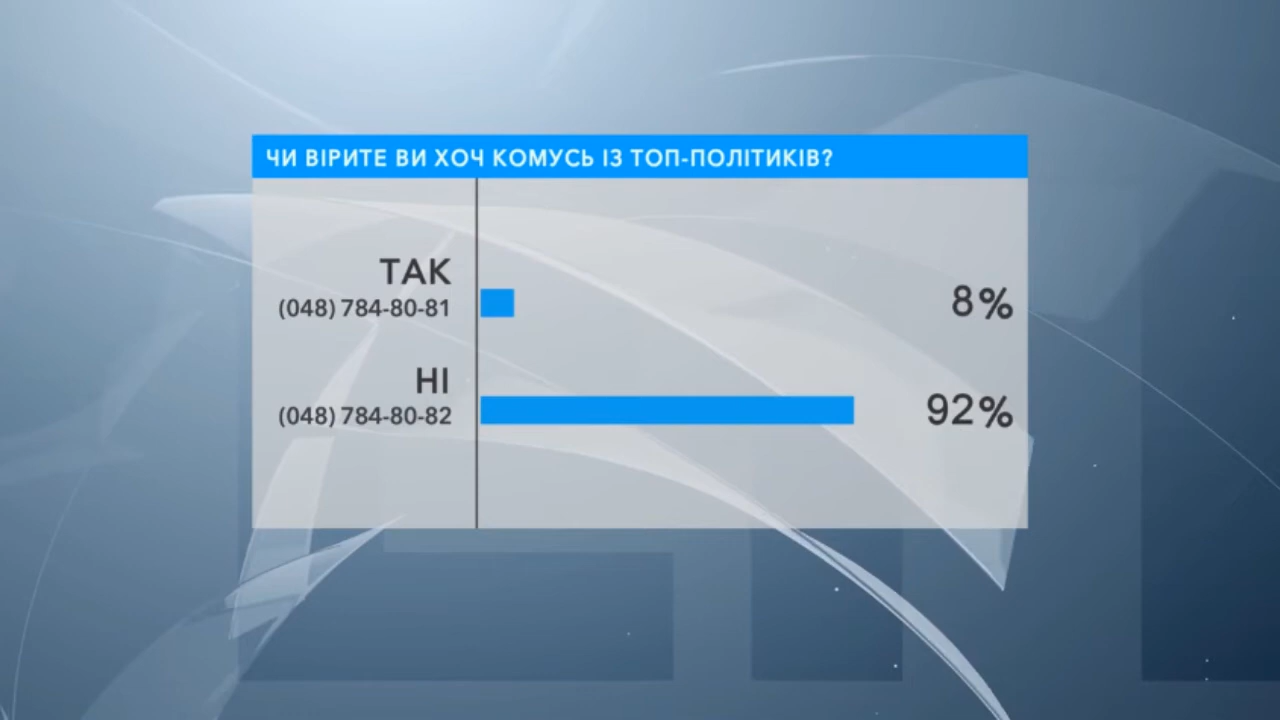 ЧИ ВІРИТЕ ВИ ХОЧ КОМУСЬ ІЗ ТОП-ПОЛІТИКІВ?
ТАК
(048) 784-80-81
8%
НІ
(048) 784-80-82
92%